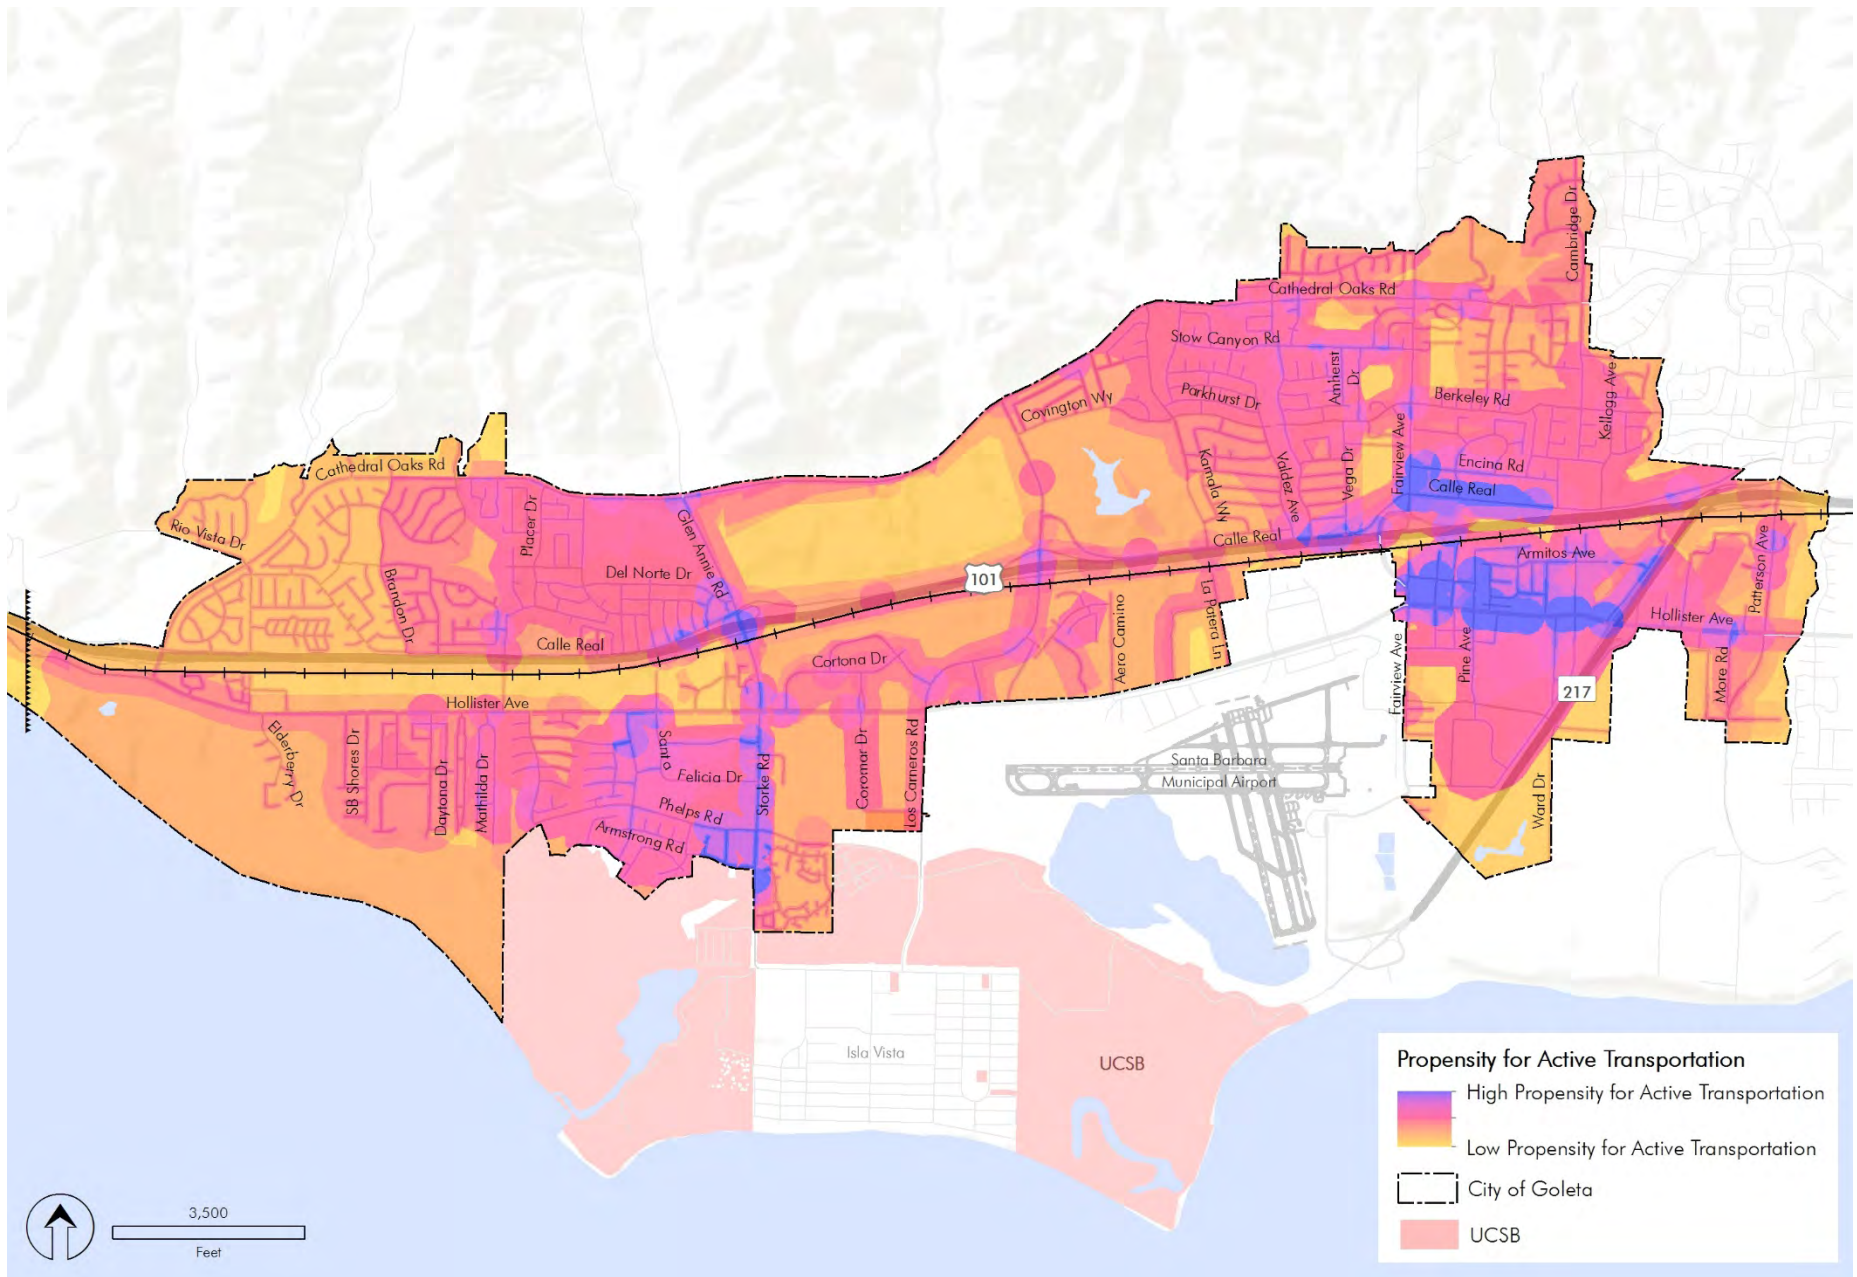 Cambridge Dr
Cathedral Oaks Rd
Stow Canyon Rd
Amherst
Dr
Parkhurst Dr
Berkeley Rd
Kellogg Ave
Covington Wy
Fairview Ave
Vega Dr
Valdez Ave
Kamala Wy
Encina Rd
Calle Real
Cathedral Oaks Rd
Placer Dr
Glen Annie Rd
Rio Vista Dr
Calle Real
Armitos Ave
Patterson Ave
101
Del Norte Dr
Brandon Dr
La Patera Ln
Aero Camino
Hollister Ave
Calle Real
Cortona Dr
Fairview Ave
Pine Ave
More Rd
217
Hollister Ave
Elderberry Dr
SB Shores Dr
Daytona Dr
Mathilda Dr
Santa
Felicia Dr
Storke Rd
Coromar Dr
Los Carneros Rd
Santa Barbara
Municipal Airport
Ward Dr
Phelps Rd
Armstrong Rd
Isla Vista
UCSB
Propensity for Active Transportation
High Propensity for Active Transportation
Low Propensity for Active Transportation
City of Goleta
UCSB
3,500
Feet